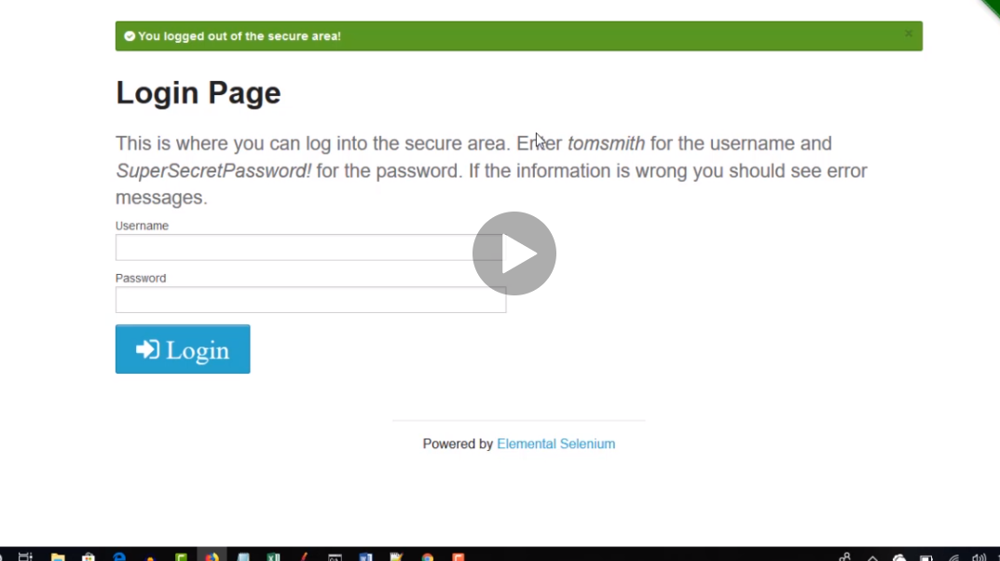 You logged out of the secure area!
Login Page
This is where you can log into the secure area. Enter tomsmith for the username and
SuperSecretPassword! for the password. If the information is wrong you should see error
messages.
Username
Password
Login
Powered by Elemental Selenium